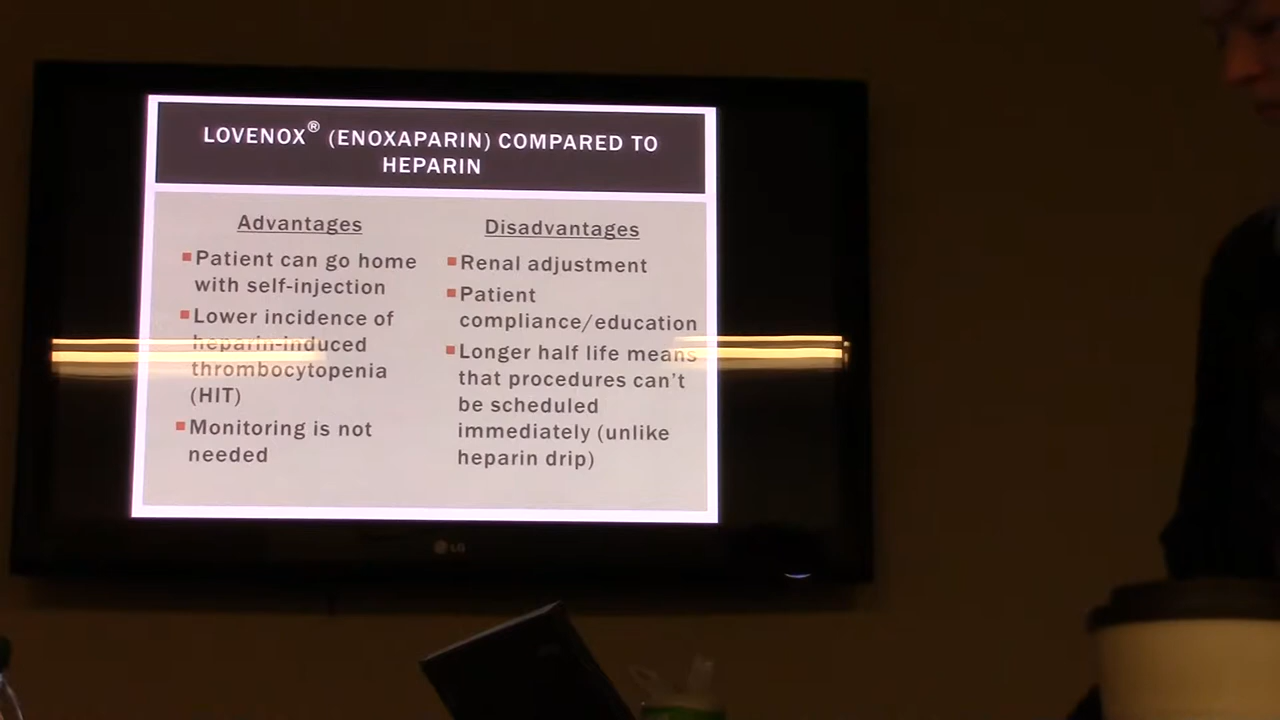 LOVENOX® (ENOXAPARIN) COMPARED TO
HEPARIN
Advantages
Patient can go home
with self-injection
Lower incidence of
heparin-induced
thrombocytopenia
(HIT)
Monitoring is not
needed
Disadvantages
Renal adjustment
Patient
compliance/education
Longer half life means
that procedures can't
be scheduled
immediately (unlike
heparin drip)
LG